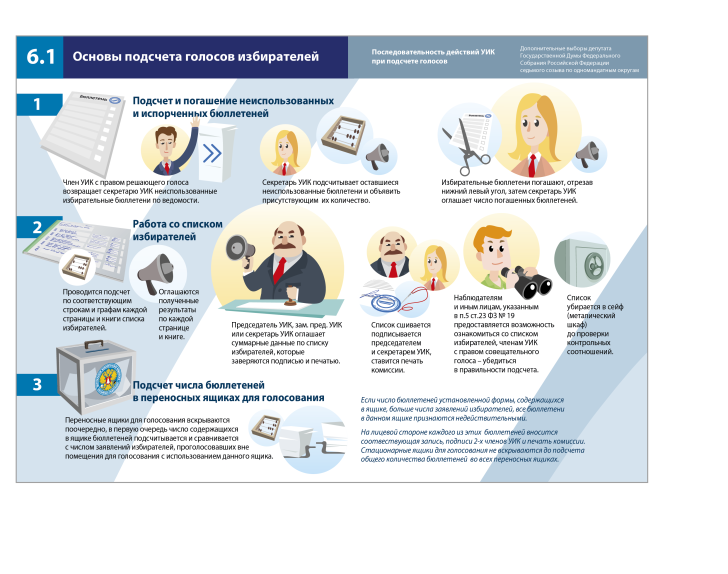 6.1
Основы подсчета голосов избирателей
Последовательность действий УИК
при подсчете голосов
Дополнительные выборы депутата
Государственной Думы Федерального
Собрания Российской Федерации
седьмого созыва по одномандатным округам
1
бюллетень
Подсчет и погашение неиспользованных
и испорченных бюллетеней
Член УИК с правом решающего голоса
возвращает секретарю УИК неиспользованные
избирательные бюллетени по ведомости.
Секретарь УИК подсчитывает оставшиеся
неиспользованные бюллетени и объявить
присутствующим их количество.
Избирательные бюллетени погашают, отрезав
нижний левый угол, затем секретарь УИК
оглашает число погашенных бюллетеней.
2
Работа со списком
избирателей
Проводится подсчет
по соответствующим
строкам и графам каждой
страницы и книги списка
избирателей.
Оглашаются
полученные
результаты
по каждой
странице
и книге.
Председатель УИК, зам. пред. УИК
или секретарь УИК оглашает
суммарные данные по списку
избирателей, которые
заверяются подписью и печатью.
Список сшивается
подписывается
председателем
и секретарем УИК,
ставится печать
комиссии.
Наблюдателям
и иным лицам, указанным
в п.5 ст.23 ФЗ № 19
предоставляется возможность
ознакомиться со списком
избирателей, членам УИК
с правом совещательного
голоса – убедиться
в правильности подсчета.
Список
убирается в сейф
(металический
шкаф)
до проверки
контрольных
соотношений.
3
Подсчет числа бюллетеней
в переносных ящиках для голосования
Переносные ящики для голосования вскрываются
поочередно, в первую очередь число содержащихся
в ящике бюллетеней подсчитывается и сравнивается
с числом заявлений избирателей, проголосовавших вне
помещения для голосования с использованием данного ящика.
Если число бюллетеней установленной формы, содержащихся
в ящике, больше числа заявлений избирателей, все бюллетени
в данном ящике признаются недействительными.
На лицевой стороне каждого из этих бюллетеней вносится
соотвествующая запись, подписи 2-х членов УИК и печать комиссии.
Стационарные ящики для голосования не вскрываются до подсчета
общего количества бюллетеней во всех переносных ящиках.